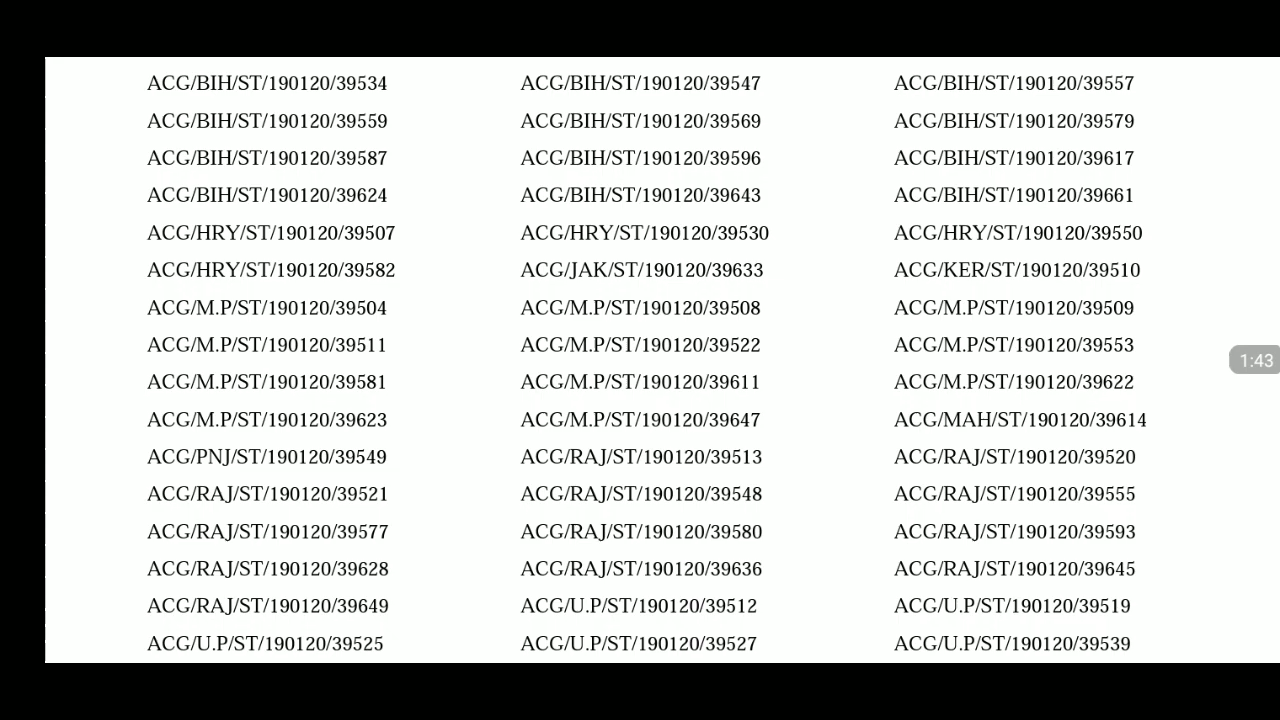 ACG/BIH/ST/190120/39534 ACG/BIH/ST/190120/39547 ACG/BIH/ST/190120/39557
ACG/BIH/ST/190120/39559 ACG/BIH/ST/190120/39569 ACG/BIH/ST/190120/39579
ACG/BIH/ST/190120/39587 ACG/BIH/ST/190120/39596 ACG/BIH/ST/190120/39617
ACG/BIH/ST/190120/39624 ACG/BIH/ST/190120/39643 ACG/BIH/ST/190120/39661
ACG/HRY/ST/190120/39507 ACG/HRY/ST/190120/39530 ACG/HRY/ST/190120/39550
ACG/HRY/ST/190120/39582 ACG/JAK/ST/190120/39633 ACG/KER/ST/190120/39510
ACG/M.P/ST/190120/39504 ACG/M.P/ST/190120/39508 ACG/M.P/ST/190120/39509
ACG/M.P/ST/190120/39511 ACG/M.P/ST/190120/39522 ACG/M.P/ST/190120/39553
1:43
ACG/M.P/ST/190120/39581 ACG/M.P/ST/190120/39611 ACG/M.P/ST/190120/39622
ACG/M.P/ST/190120/39623 ACG/M.P/ST/190120/39647 ACG/MAH/ST/190120/39614
ACG/PNJ/ST/190120/39549 ACG/RAJ/ST/190120/39513 ACG/RAJ/ST/190120/39520
ACG/RAJ/ST/190120/39521 ACG/RAJ/ST/190120/39548 ACG/RAJ/ST/190120/39555
ACG/RAJ/ST/190120/39577 ACG/RAJ/ST/190120/39580 ACG/RAJ/ST/190120/39593
ACG/RAJ/ST/190120/39628 ACG/RAJ/ST/190120/39636 ACG/RAJ/ST/190120/39645
ACG/RAJ/ST/190120/39649 ACG/U.P/ST/190120/39512 ACG/U.P/ST/190120/39519
ACG/U.P/ST/190120/39525 ACG/U.P/ST/190120/39527 ACG/U.P/ST/190120/39539